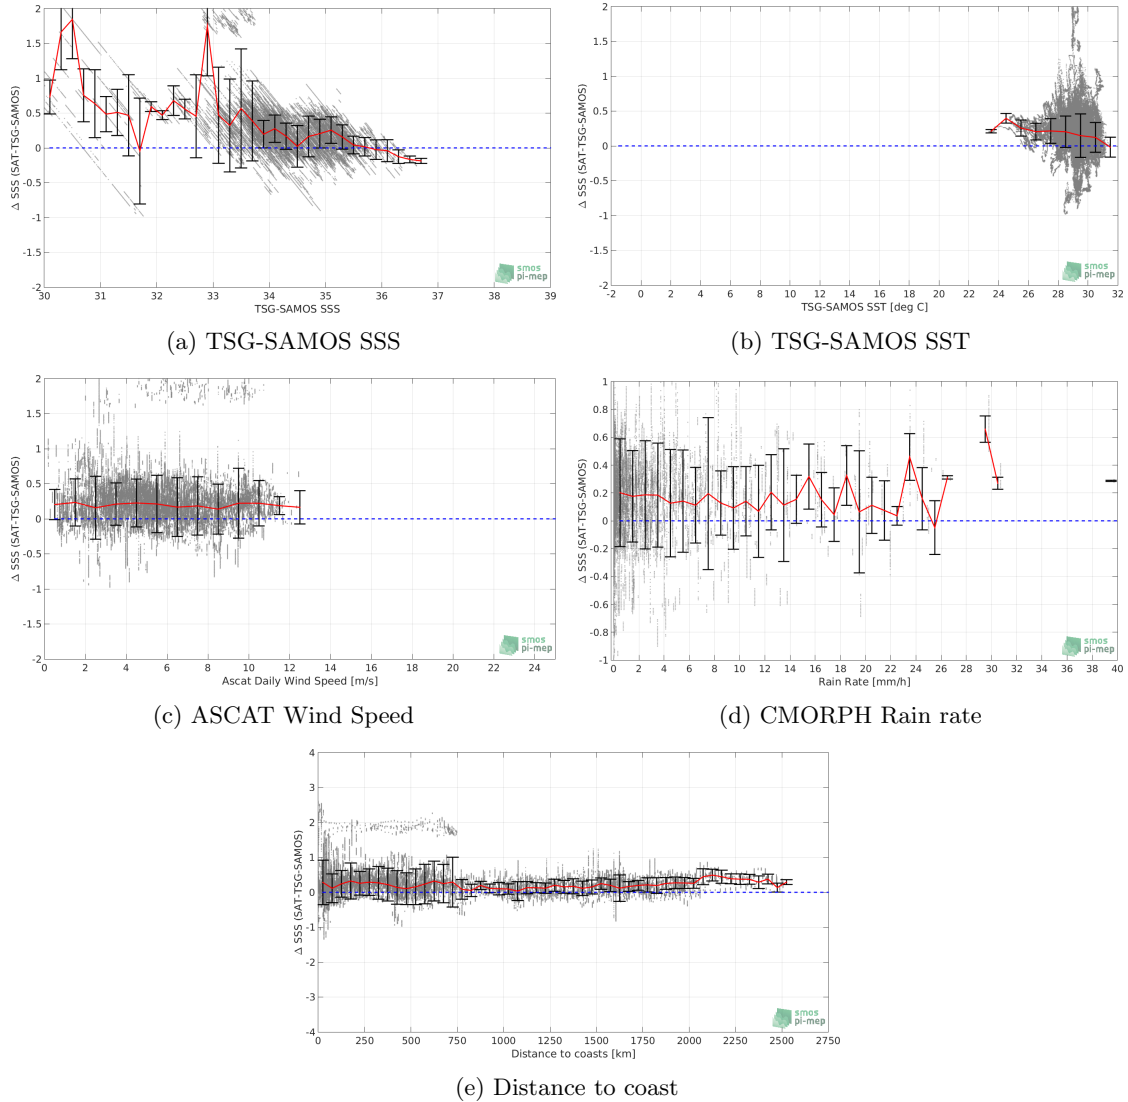 2
1.5
1
0.5
0
-0.5
-1
-1.5
-2
Δ SSS (SAT-TSG-SAMOS)
30 31 32 33 34 35 36 37 38 39
TSG-SAMOS SSS
smos
pi-mep
(a) TSG-SAMOS SSS
2
1.5
1
0.5
0
-0.5
-1
-1.5
-2
Δ SSS (SAT-TSG-SAMOS)
-2 0 2 4 6 8 10 12 14 16 18 20 22 24 26 28 30 32
TSG-SAMOS SST [deg C]
smos
pi-mep
(b) TSG-SAMOS SST
2
1.5
1
0.5
0
-0.5
-1
-1.5
-2
Δ SSS (SAT-TSG-SAMOS)
0 2 4 6 8 10 12 14 16 18 20 22 24
Ascat Daily Wind Speed [m/s]
smos
pi-mep
(c) ASCAT Wind Speed
1
0.8
0.6
0.4
0.2
0
-0.2
-0.4
-0.6
-0.8
-1
Δ SSS (SAT-TSG-SAMOS)
0 2 4 6 8 10 12 14 16 18 20 22 24 26 28 30 32 34 36 38 40
Rain Rate [mm/h]
smos
pi-mep
(d) CMORPH Rain rate
4
3
2
1
0
-1
-2
-3
-4
Δ SSS (SAT-TSG-SAMOS)
0 250 500 750 1000 1250 1500 1750 2000 2250 2500 2750
Distance to coasts [km]
smos
pi-mep
(e) Distance to coast